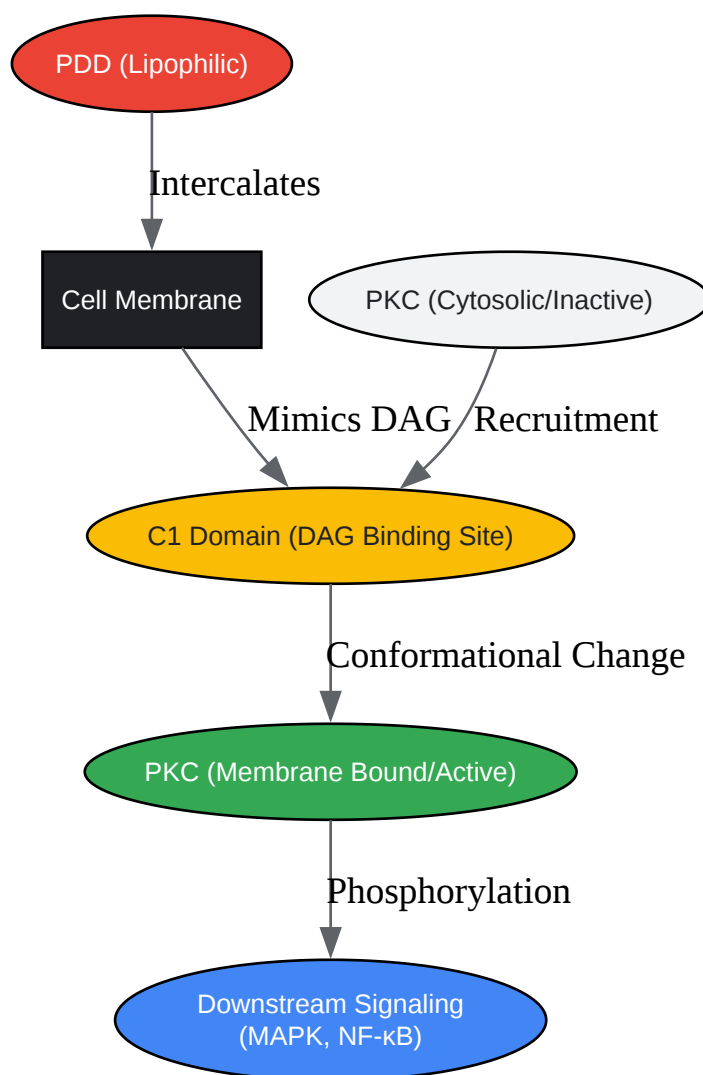 PDD (Lipophilic)
Intercalates
Cell Membrane
PKC (Cytosolic/Inactive)
Mimics DAG
Recruitment
C1 Domain (DAG Binding Site)
Conformational Change
PKC (Membrane Bound/Active)
Phosphorylation
Downstream Signaling
(MAPK, NF-κB)